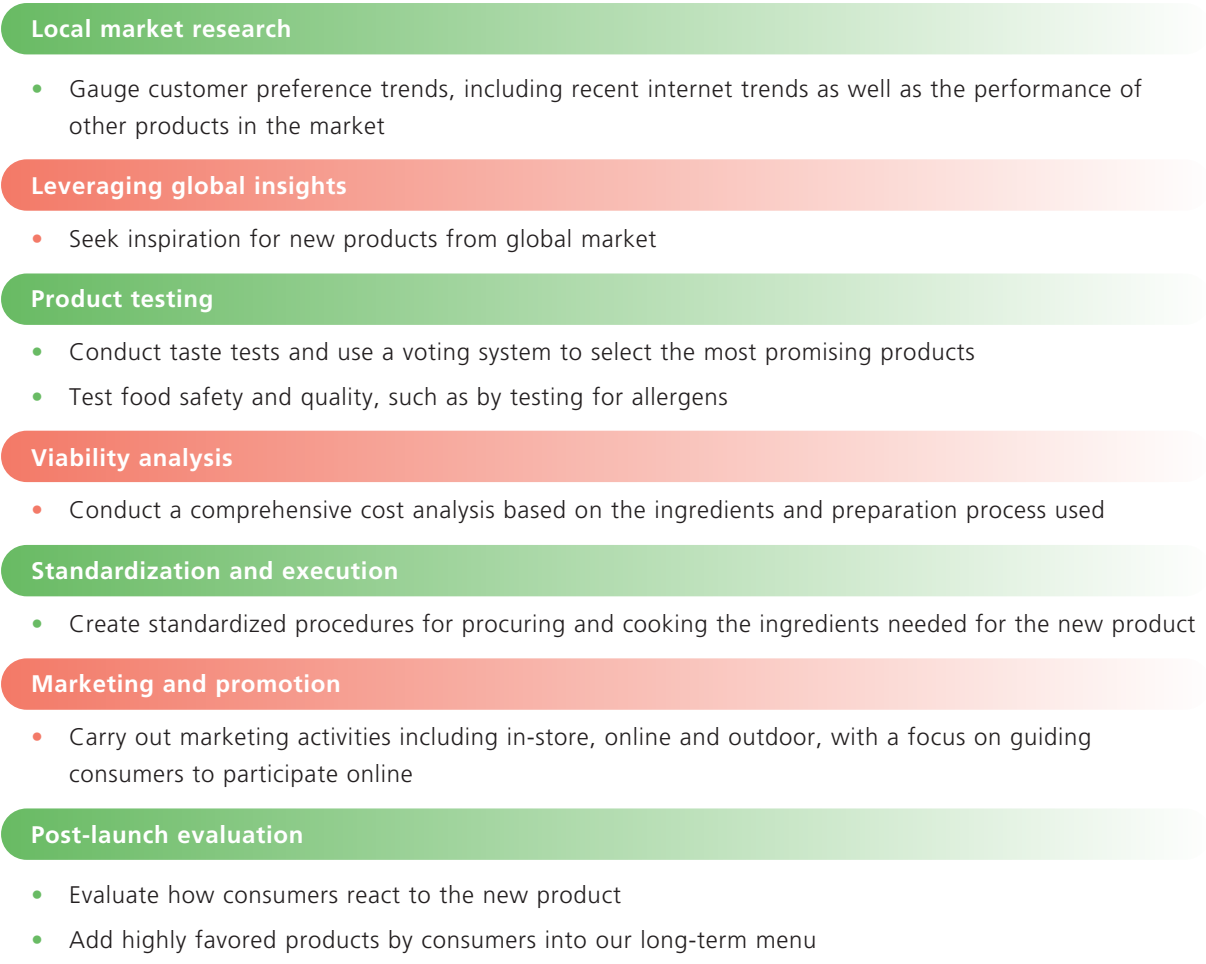 Local market research
• Gauge customer preference trends, including recent internet trends as well as the performance of
other products in the market
Leveraging global insights
• Seek inspiration for new products from global market
Product testing
• Conduct taste tests and use a voting system to select the most promising products
• Test food safety and quality, such as by testing for allergens
Viability analysis
• Conduct a comprehensive cost analysis based on the ingredients and preparation process used
Standardization and execution
• Create standardized procedures for procuring and cooking the ingredients needed for the new product
Marketing and promotion
• Carry out marketing activities including in-store, online and outdoor, with a focus on guiding
consumers to participate online
Post-launch evaluation
• Evaluate how consumers react to the new product
• Add highly favored products by consumers into our long-term menu